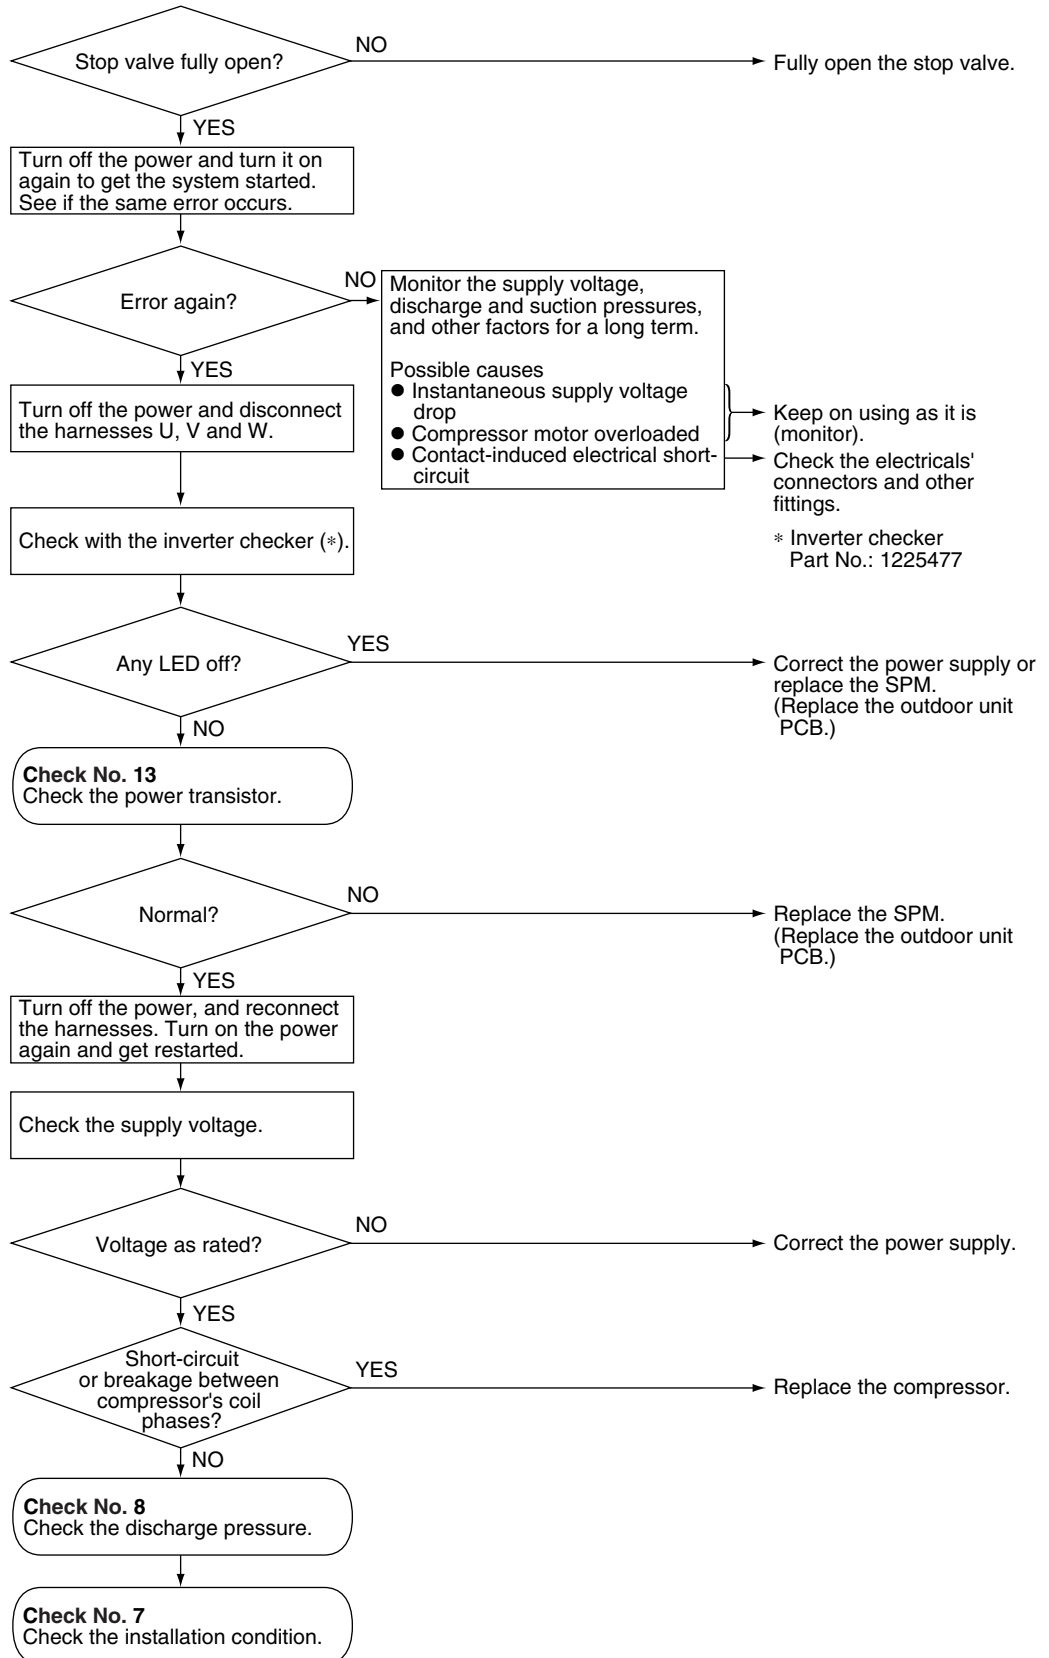 Stop valve fully open?
NO
Fully open the stop valve.
YES
Turn off the power and turn it on
again to get the system started.
See if the same error occurs.
Error again?
NO
Monitor the supply voltage,
discharge and suction pressures,
and other factors for a long term.
Possible causes
● Instantaneous supply voltage
drop
● Compressor motor overloaded
● Contact-induced electrical short-
circuit
Keep on using as it is
(monitor).
Check the electricals'
connectors and other
fittings.
* Inverter checker
Part No.: 1225477
YES
Turn off the power and disconnect
the harnesses U, V and W.
Check with the inverter checker (*).
Any LED off?
YES
Correct the power supply or
replace the SPM.
(Replace the outdoor unit
PCB.)
NO
Check No. 13
Check the power transistor.
Normal?
NO
Replace the SPM.
(Replace the outdoor unit
PCB.)
YES
Turn off the power, and reconnect
the harnesses. Turn on the power
again and get restarted.
Check the supply voltage.
Voltage as rated?
NO
Correct the power supply.
YES
Short-circuit
or breakage between
compressor's coil
phases?
YES
Replace the compressor.
NO
Check No. 8
Check the discharge pressure.
Check No. 7
Check the installation condition.